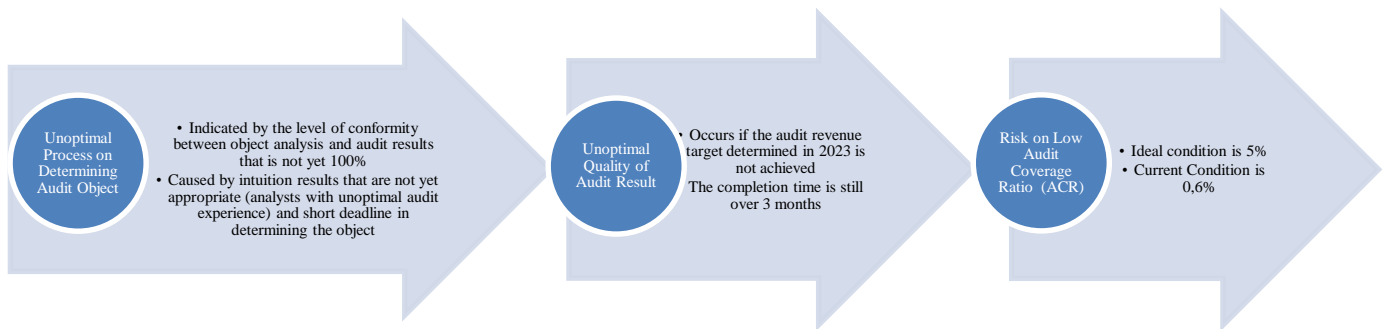 Unoptimal
Process on
Determining
Audit Object
• Indicated by the level of conformity
between object analysis and audit results
that is not yet 100%
• Caused by intuition results that are not yet
appropriate (analysts with unoptimal audit
experience) and short deadline in
determining the object
Unoptimal
Quality of
Audit Result
• Occurs if the audit revenue
target determined in 2023 is
not achieved
The completion time is still
over 3 months
Risk on Low
Audit
Coverage
Ratio (ACR)
• Ideal condition is 5%
• Current Condition is
0,6%